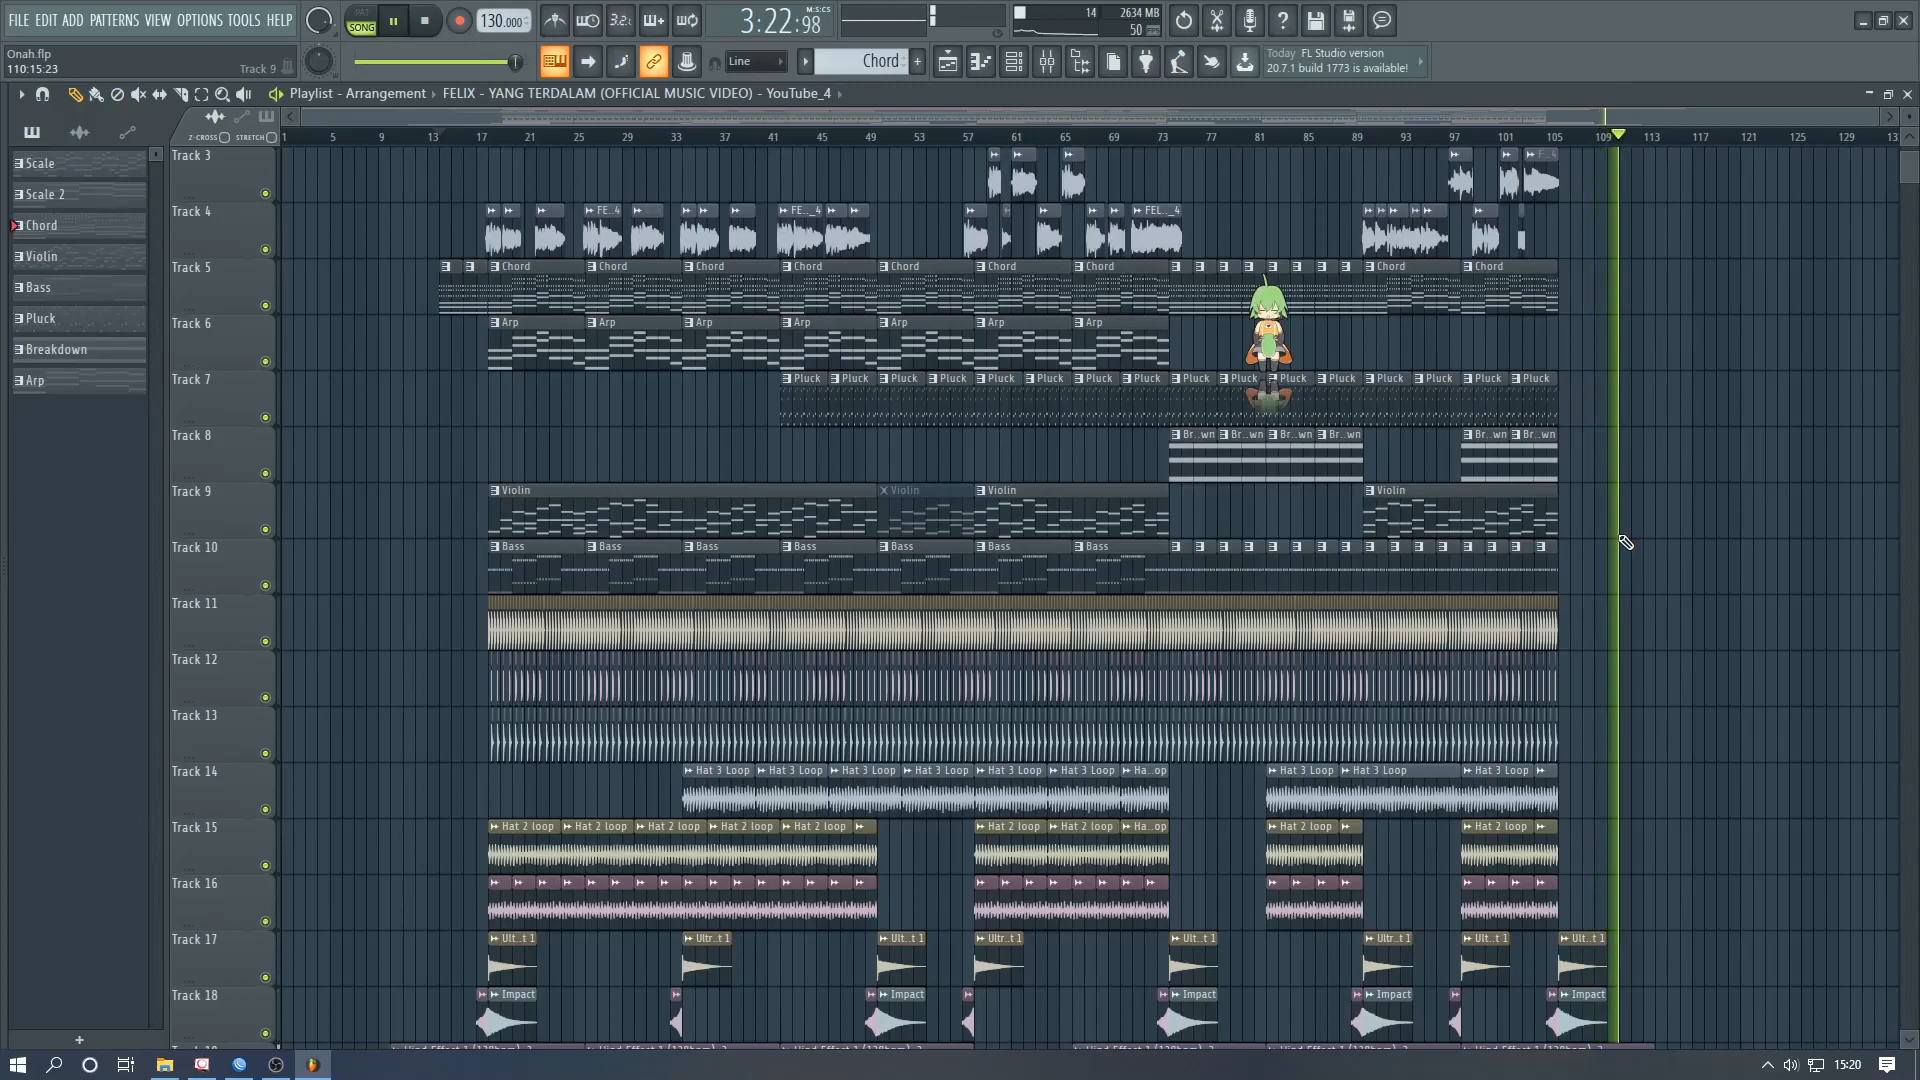 FILE EDIT ADD PATTERNS VIEW OPTIONS TOOLS HELP
PAT
SONG
130.000
3.2.
3:22:98
M:S:CS
14
2634 MB
50
Onah.flp
110:15:23
Track 9
Line
Chord
Today FL Studio version
20.7.1 build 1773 is available!
Playlist - Arrangement
FELIX - YANG TERDALAM (OFFICIAL MUSIC VIDEO) - YouTube_4
Z-CROSS
STRETCH
1 5 9 13 17 21 25 29 33 37 41 45 49 53 57 61 65 69 73 77 81 85 89 93 97 101 105 109 113 117 121 125 129 13
Scale
Scale 2
Chord
Violin
Bass
Pluck
Breakdown
Arp
Track 3
Track 4
FE..4 FE..._4 FEL..._4
Track 5
Chord Chord Chord Chord Chord Chord Chord Chord Chord
Track 6
Arp Arp Arp Arp Arp Arp Arp
Track 7
Pluck Pluck Pluck Pluck Pluck Pluck Pluck Pluck Pluck Pluck Pluck Pluck Pluck Pluck Pluck Pluck
Track 8
Br..wn Br..wn Br..wn Br..wn Br..wn Br..wn
Track 9
Violin Violin Violin Violin
Track 10
Bass Bass Bass Bass Bass Bass Bass
Track 11
Track 12
Track 13
Track 14
Hat 3 Loop Hat 3 Loop Hat 3 Loop Hat 3 Loop Hat 3 Loop Hat 3 Loop Ha..op Hat 3 Loop Hat 3 Loop Hat 3 Loop
Track 15
Hat 2 loop Hat 2 loop Hat 2 loop Hat 2 loop Hat 2 loop Hat 2 loop Hat 2 loop Ha..op Hat 2 loop Hat 2 loop
Track 16
Track 17
Ult..t 1 Ultr..t 1 Ult..t 1 Ultr..t 1 Ult..t 1 Ultr..t 1 Ult..t 1 Ult..t 1
Track 18
Impact Impact Impact Impact Impact
15:20